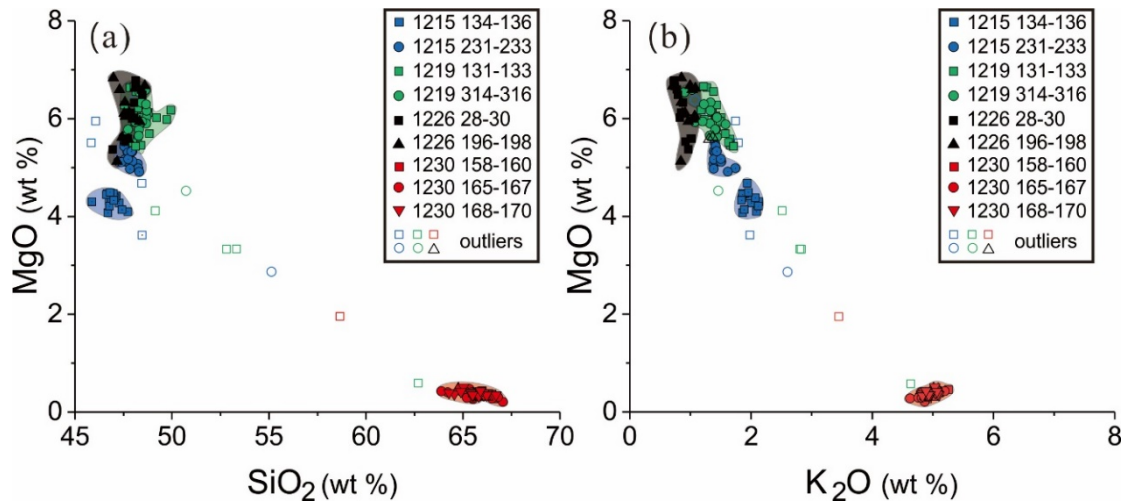 (a)
MgO (wt %)
8
6
4
2
0
1215 134-136
1215 231-233
1219 131-133
1219 314-316
1226 28-30
1226 196-198
1230 158-160
1230 165-167
1230 168-170
outliers
45 50 55 60 65 70
SiO₂ (wt %)
(b)
MgO (wt %)
8
6
4
2
0
1215 134-136
1215 231-233
1219 131-133
1219 314-316
1226 28-30
1226 196-198
1230 158-160
1230 165-167
1230 168-170
outliers
0 2 4 6 8
K₂O (wt %)